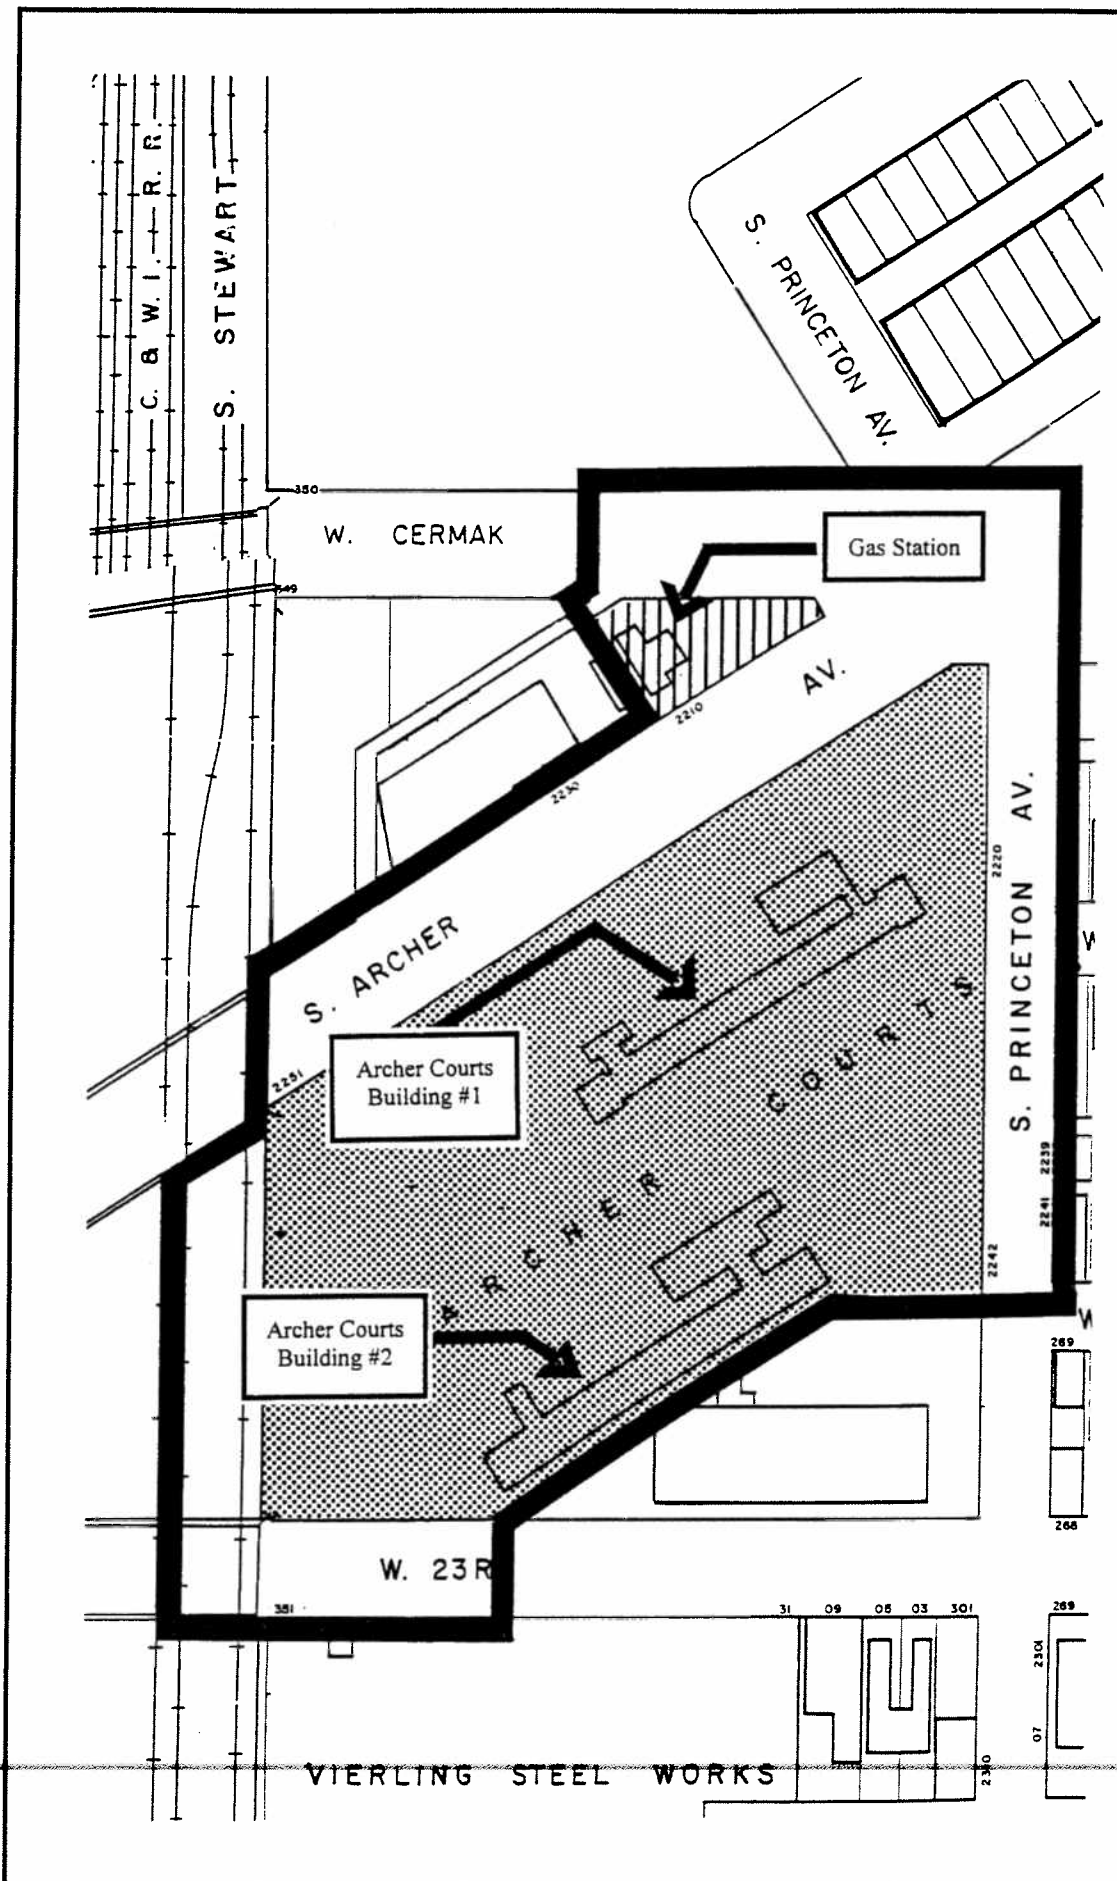 C. & W. I. R. R.
S. STEWART
S. PRINCETON AV.
350
W. CERMAK
Gas Station
349
AV.
2210
2230
2220
S. PRINCETON AV.
W
S. ARCHER
2251
Archer Courts
Building #1
ARCHER COURTS
2239
2241
2242
Archer Courts
Building #2
W
269
268
W. 23R
351
31 09 05 03 301
269
2301
07
VIERLING STEEL WORKS